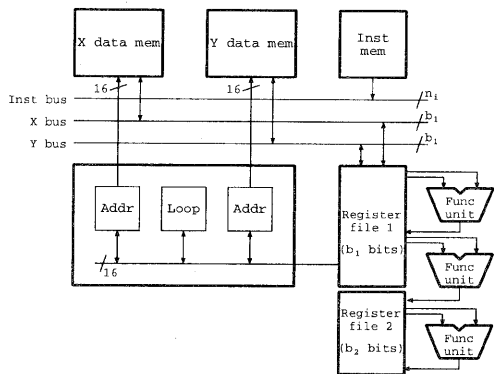 X data mem
Y data mem
Inst
mem
16
16
Inst bus
n_i
X bus
b_1
Y bus
b_1
Addr
Loop
Addr
16
Register
file 1
(b_1 bits)
Func
unit
Func
unit
Register
file 2
(b_2 bits)
Func
unit